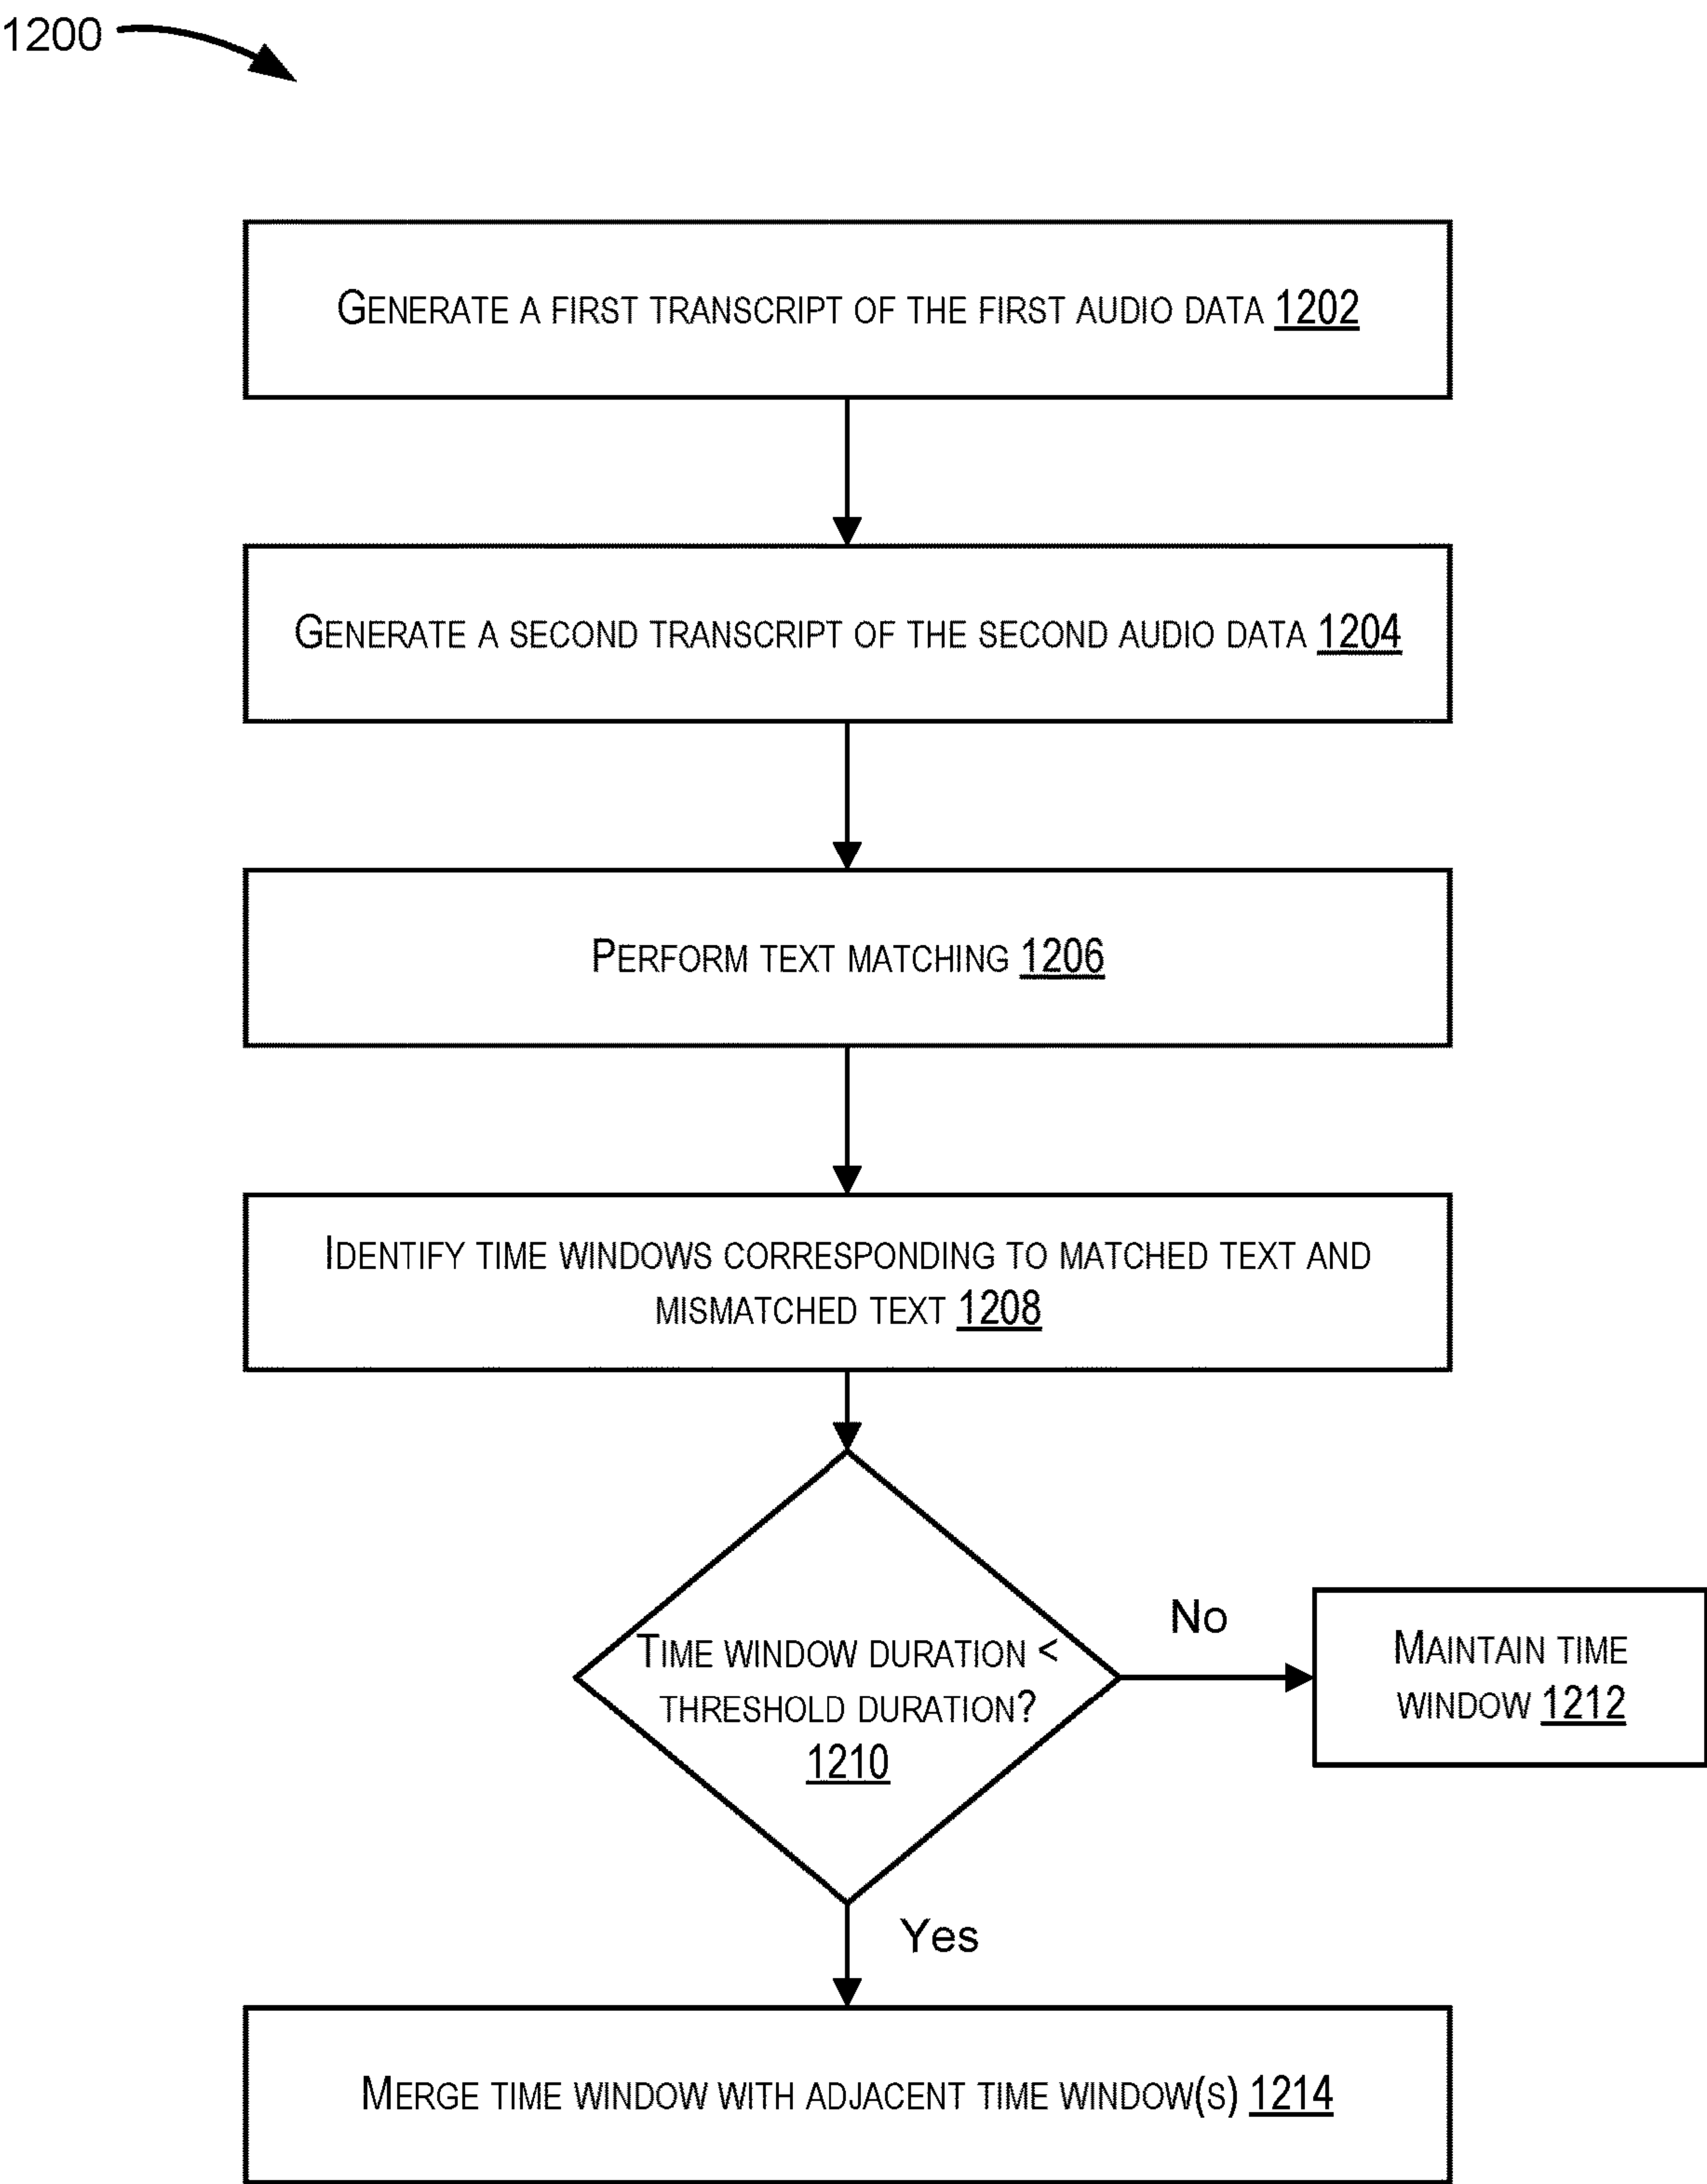 1200
GENERATE A FIRST TRANSCRIPT OF THE FIRST AUDIO DATA 1202
GENERATE A SECOND TRANSCRIPT OF THE SECOND AUDIO DATA 1204
PERFORM TEXT MATCHING 1206
IDENTIFY TIME WINDOWS CORRESPONDING TO MATCHED TEXT AND
MISMATCHED TEXT 1208
TIME WINDOW DURATION <
THRESHOLD DURATION?
1210
No
MAINTAIN TIME
WINDOW 1212
Yes
MERGE TIME WINDOW WITH ADJACENT TIME WINDOW(S) 1214